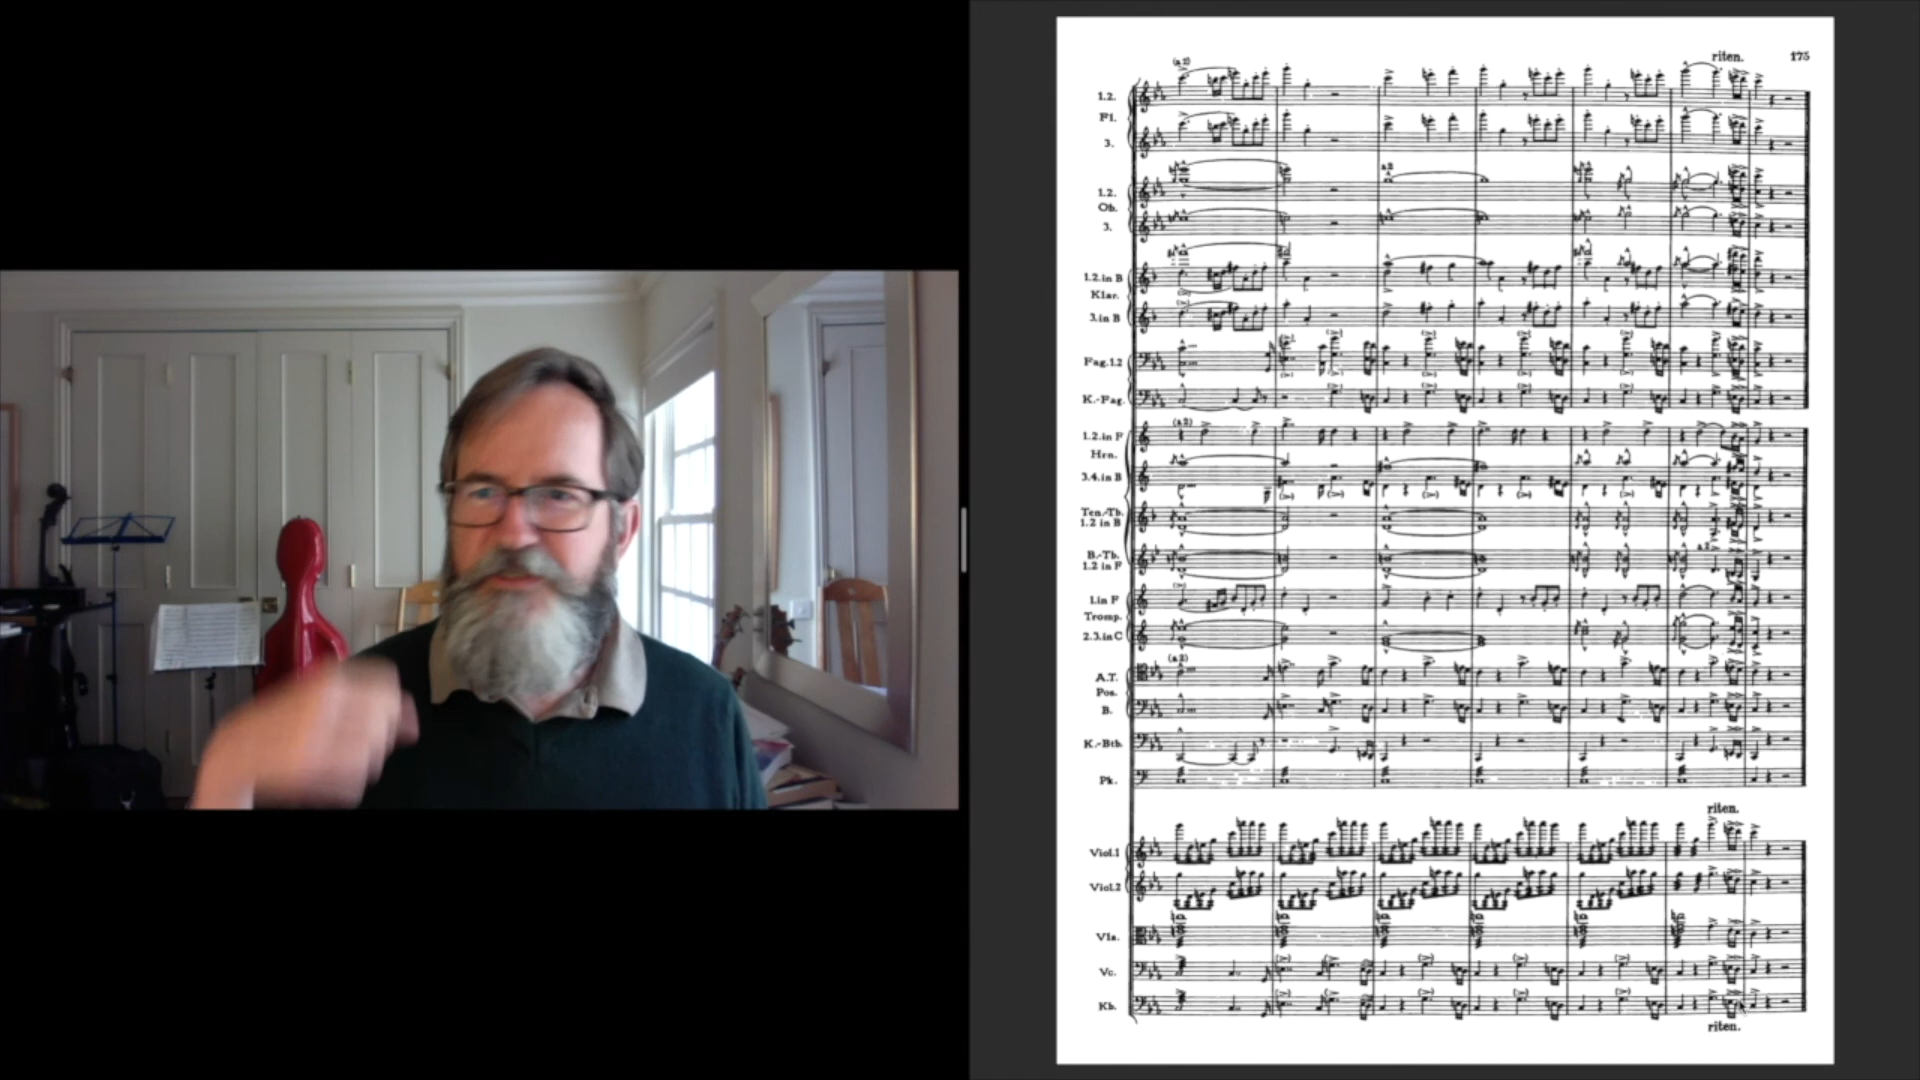 riten. 175
(a 2)
1.2.
Fl.
3.
a2
1.2.
Ob.
3.
1.2. in B
Klar.
3. in B
Fag. 1.2
K.-Fag.
(a 2)
1.2. in F
Hrn.
3.4. in B
Ten.-Tb.
1.2 in B
B.-Tb.
1.2 in F
a2
1. in F
Tromp.
2.3. in C
(a 2)
A.T.
Pos.
B.
K.-Btb.
Pk.
riten.
Viol. 1
Viol. 2
Vla.
Vc.
Kb.
riten.